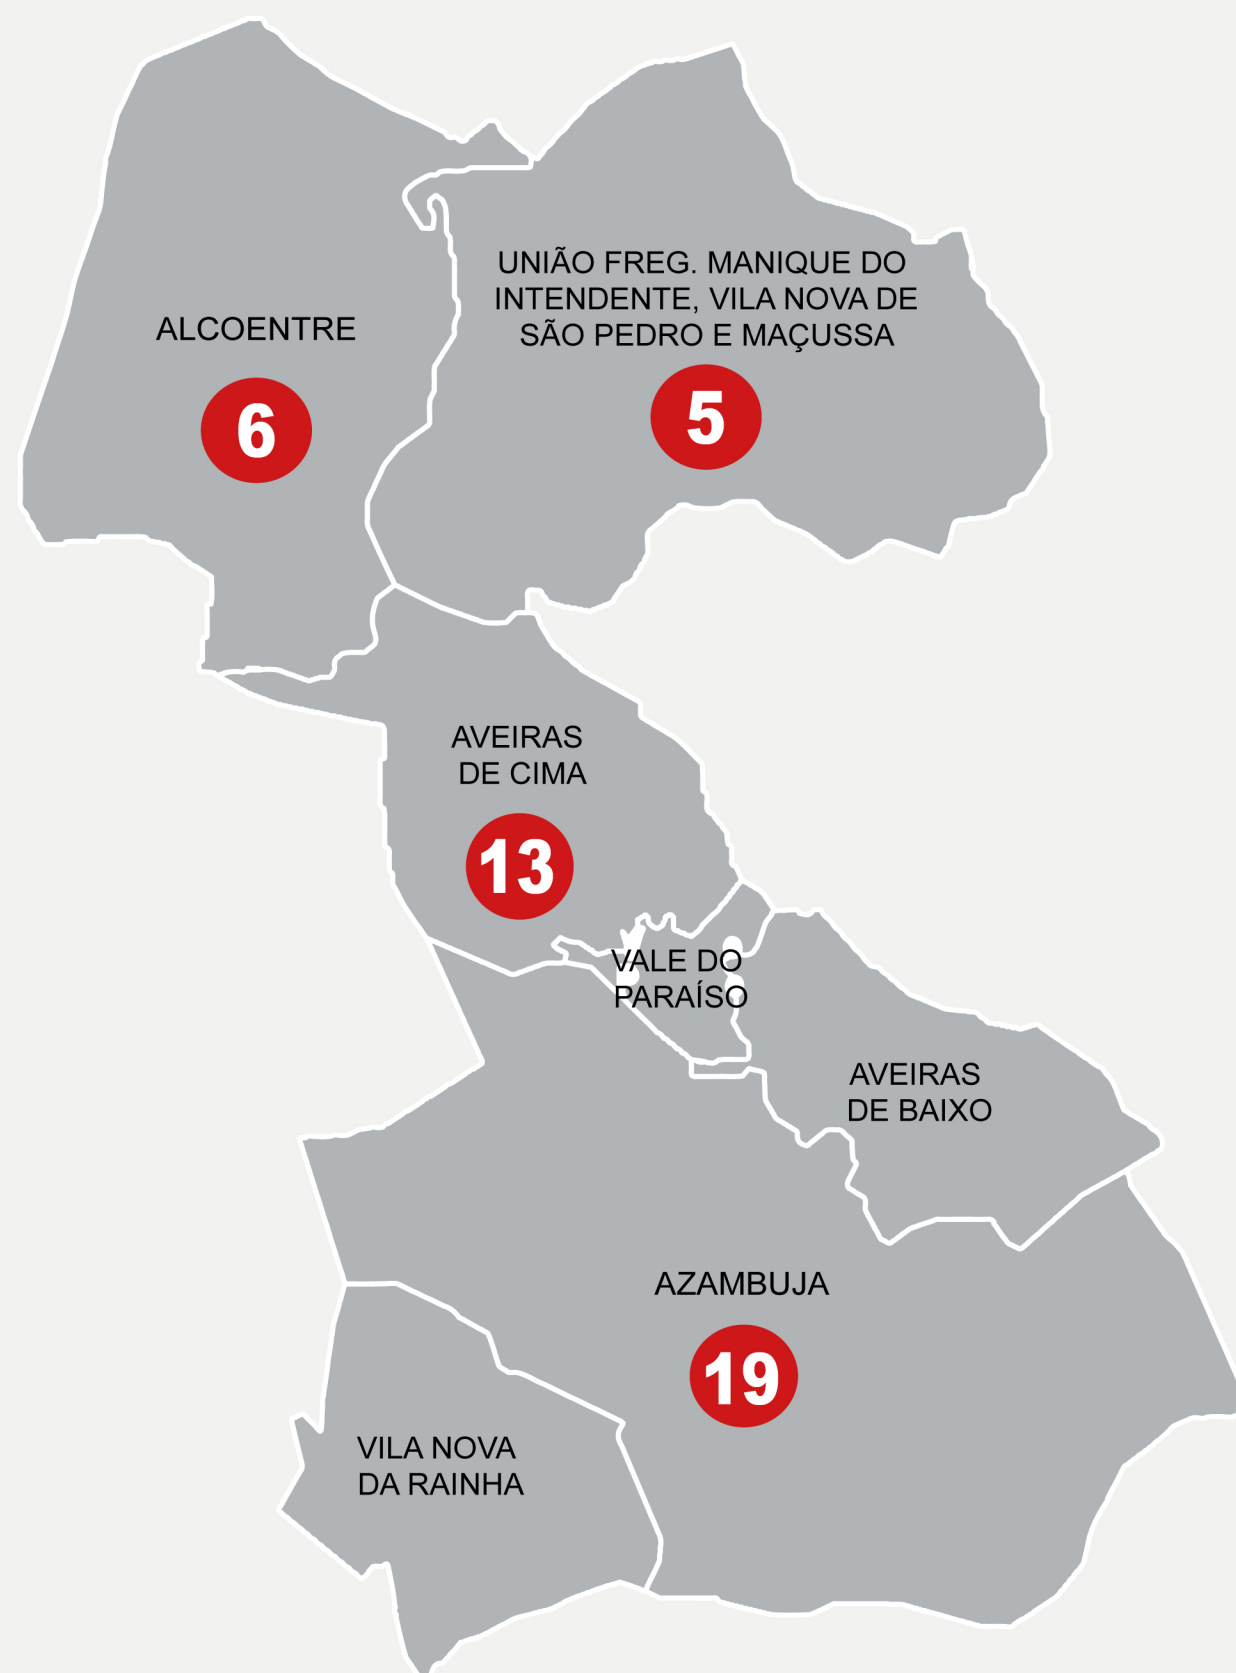 UNIÃO FREG. MANIQUE DO
INTENDENTE, VILA NOVA DE
SÃO PEDRO E MAÇUSSA
5
ALCOENTRE
6
AVEIRAS
DE CIMA
13
VALE DO
PARAÍSO
AVEIRAS
DE BAIXO
AZAMBUJA
19
VILA NOVA
DA RAINHA